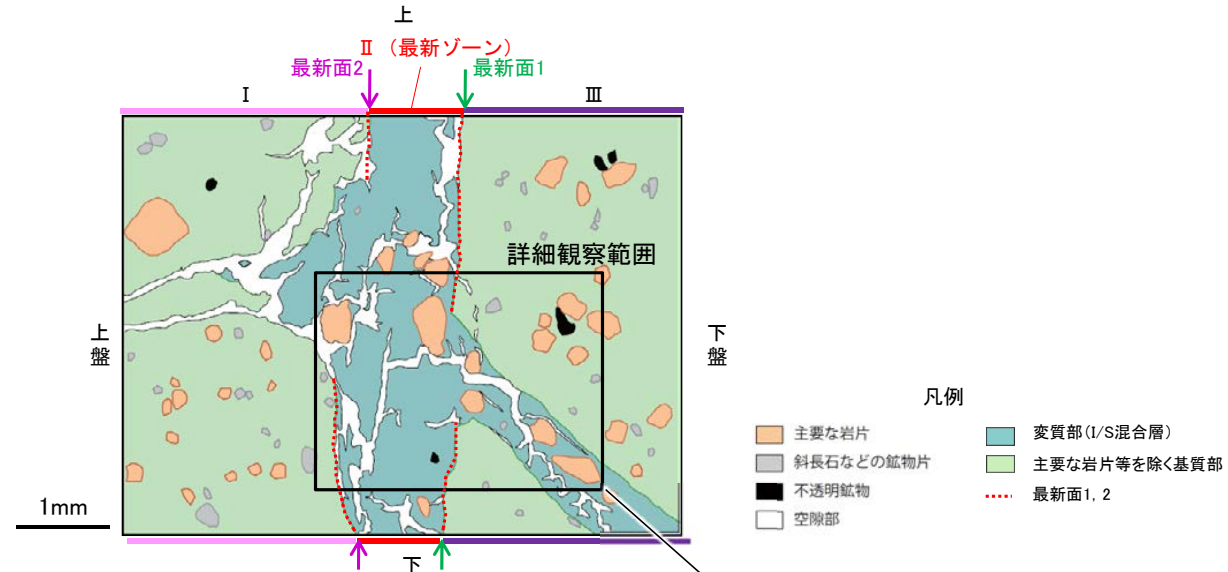 上
Ⅱ (最新ゾーン)
最新面2
最新面1
Ⅰ
Ⅲ
詳細観察範囲
上盤
下盤
凡例
主要な岩片
斜長石などの鉱物片
不透明鉱物
空隙部
変質部(I/S混合層)
主要な岩片等を除く基質部
最新面1, 2
1mm
下